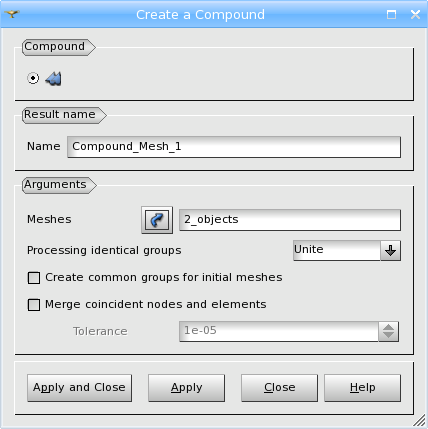 Create a Compound
Compound
Result name
Name Compound_Mesh_1
Arguments
Meshes 2_objects
Processing identical groups Unite
Create common groups for initial meshes
Merge coincident nodes and elements
Tolerance 1e-05
Apply and Close Apply Close Help